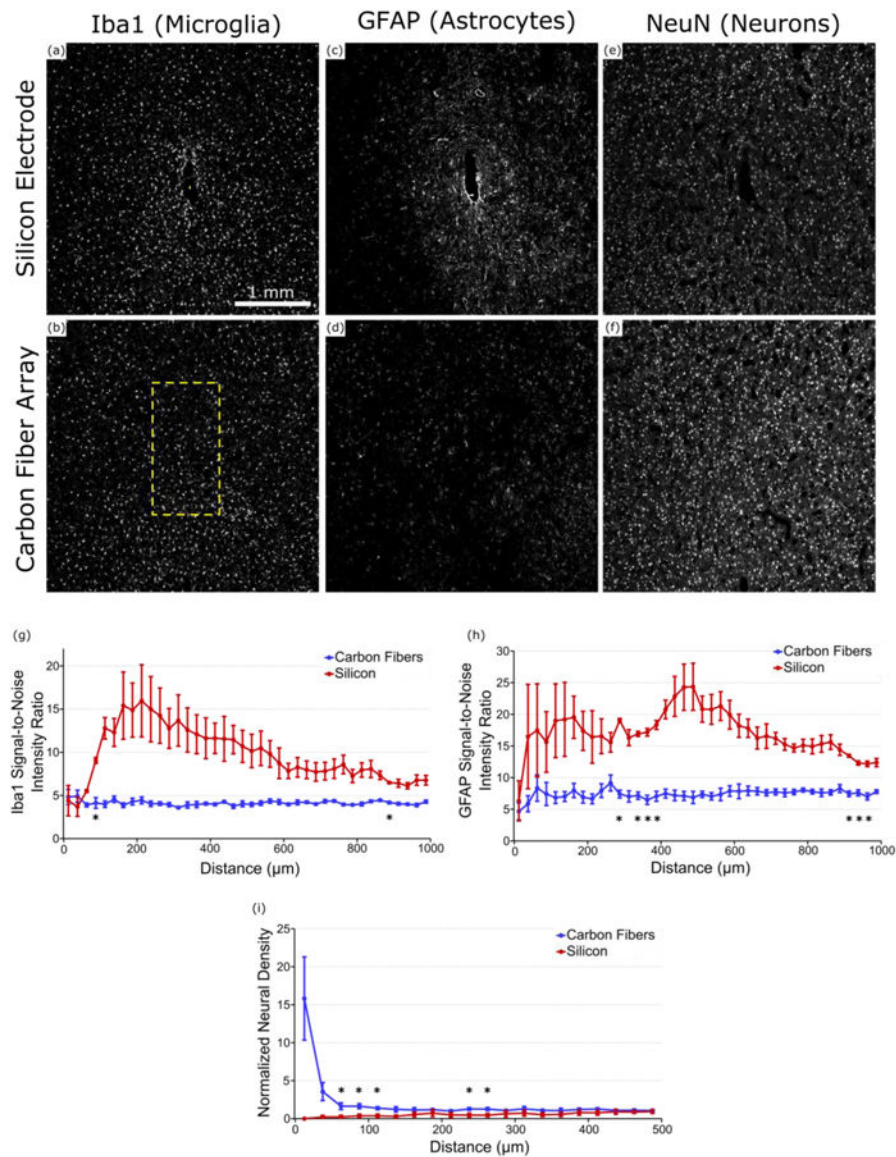 Iba1 (Microglia)
GFAP (Astrocytes)
NeuN (Neurons)
Silicon Electrode
(a)
1 mm
(c)
(e)
Carbon Fiber Array
(b)
(d)
(f)
(g)
Iba1 Signal-to-Noise
Intensity Ratio
20
15
10
5
0
Carbon Fibers
Silicon
*
*
0 200 400 600 800 1000
Distance (µm)
(h)
GFAP Signal-to-Noise
Intensity Ratio
30
25
20
15
10
5
0
Carbon Fibers
Silicon
* *** ***
0 200 400 600 800 1000
Distance (µm)
(i)
Normalized Neural Density
25
20
15
10
5
0
Carbon Fibers
Silicon
* * * * *
0 100 200 300 400 500
Distance (µm)